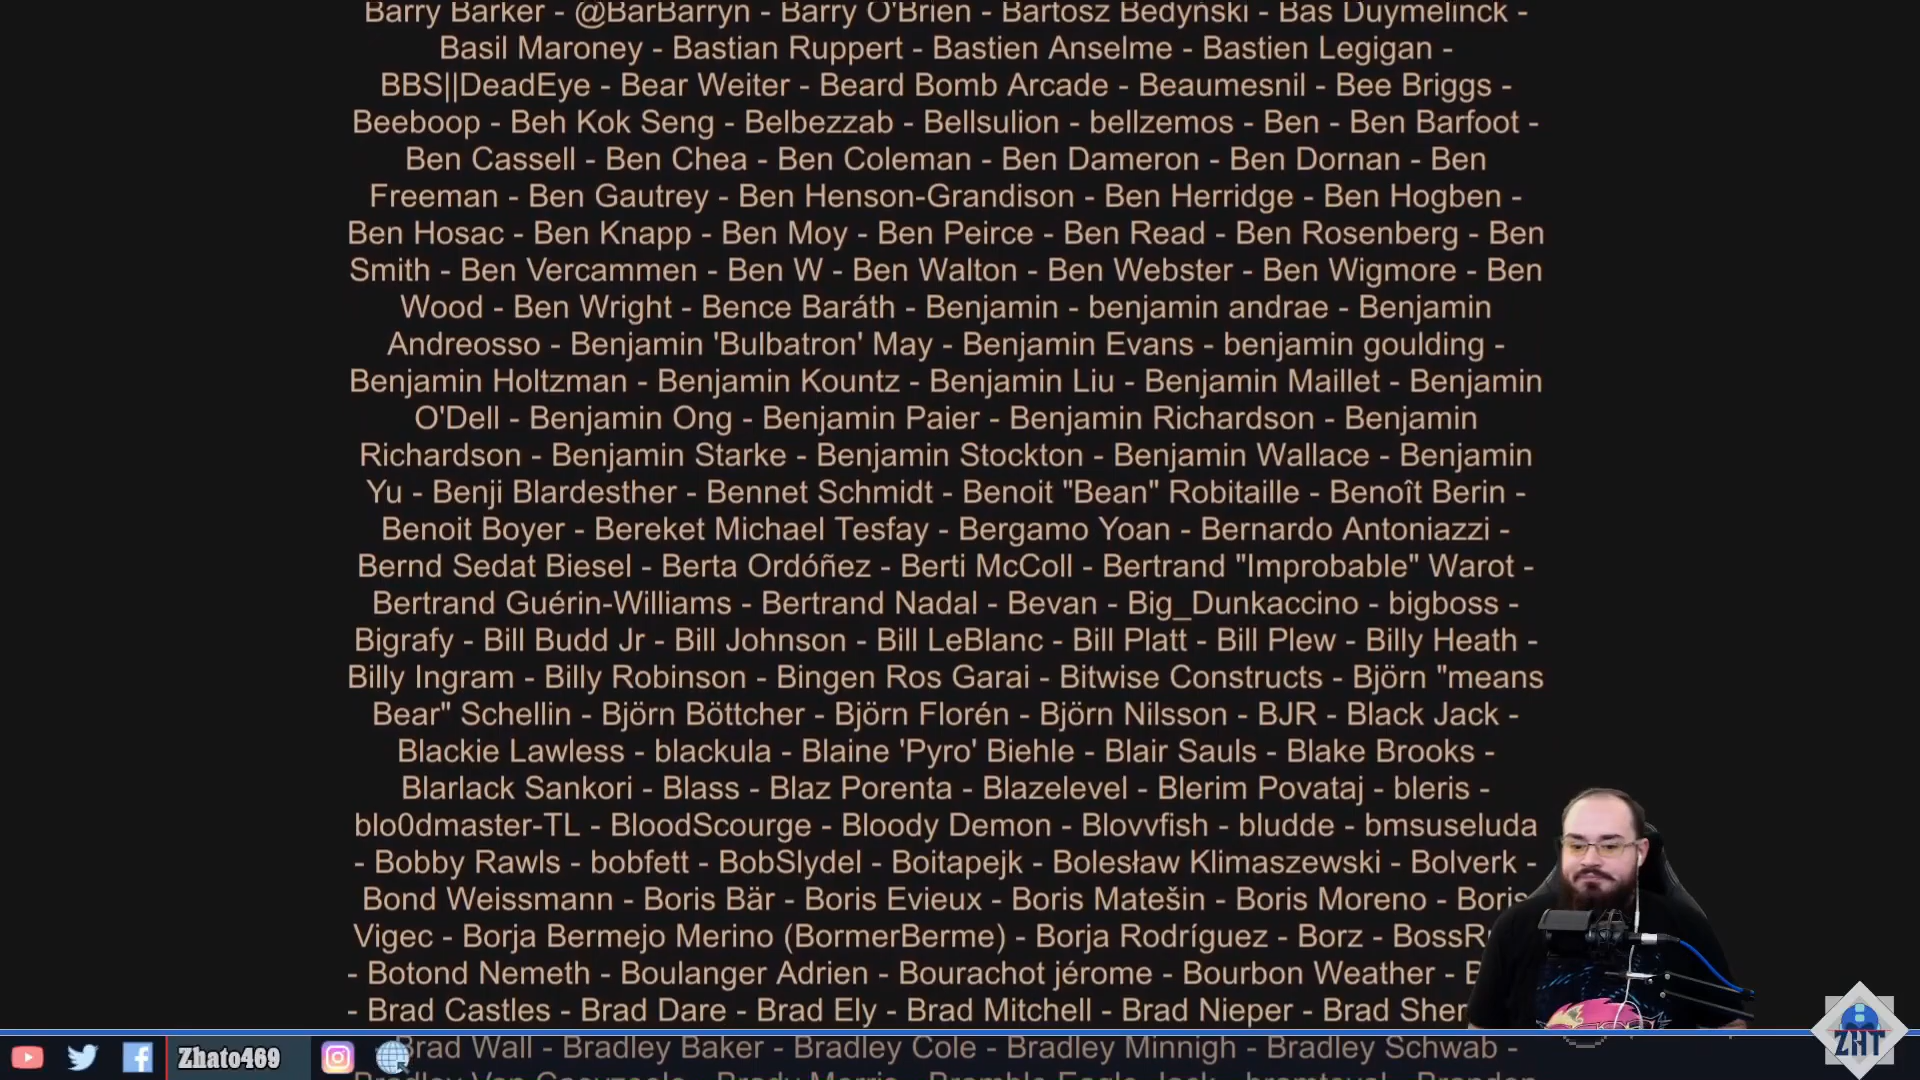 Barry Barker - @BarBarryn - Barry O'Brien - Bartosz Bedyński - Bas Duymelinck -
Basil Maroney - Bastian Ruppert - Bastien Anselme - Bastien Legigan -
BBS||DeadEye - Bear Weiter - Beard Bomb Arcade - Beaumesnil - Bee Briggs -
Beeboop - Beh Kok Seng - Belbezzab - Bellsulion - bellzemos - Ben - Ben Barfoot -
Ben Cassell - Ben Chea - Ben Coleman - Ben Dameron - Ben Dornan - Ben
Freeman - Ben Gautrey - Ben Henson-Grandison - Ben Herridge - Ben Hogben -
Ben Hosac - Ben Knapp - Ben Moy - Ben Peirce - Ben Read - Ben Rosenberg - Ben
Smith - Ben Vercammen - Ben W - Ben Walton - Ben Webster - Ben Wigmore - Ben
Wood - Ben Wright - Bence Baráth - Benjamin - benjamin andrae - Benjamin
Andreosso - Benjamin 'Bulbatron' May - Benjamin Evans - benjamin goulding -
Benjamin Holtzman - Benjamin Kountz - Benjamin Liu - Benjamin Maillet - Benjamin
O'Dell - Benjamin Ong - Benjamin Paier - Benjamin Richardson - Benjamin
Richardson - Benjamin Starke - Benjamin Stockton - Benjamin Wallace - Benjamin
Yu - Benji Blardesther - Bennet Schmidt - Benoit "Bean" Robitaille - Benoît Berin -
Benoit Boyer - Bereket Michael Tesfay - Bergamo Yoan - Bernardo Antoniazzi -
Bernd Sedat Biesel - Berta Ordóñez - Berti McColl - Bertrand "Improbable" Warot -
Bertrand Guérin-Williams - Bertrand Nadal - Bevan - Big_Dunkaccino - bigboss -
Bigrafy - Bill Budd Jr - Bill Johnson - Bill LeBlanc - Bill Platt - Bill Plew - Billy Heath -
Billy Ingram - Billy Robinson - Bingen Ros Garai - Bitwise Constructs - Björn "means
Bear" Schellin - Björn Böttcher - Björn Florén - Björn Nilsson - BJR - Black Jack -
Blackie Lawless - blackula - Blaine 'Pyro' Biehle - Blair Sauls - Blake Brooks -
Blarlack Sankori - Blass - Blaz Porenta - Blazelevel - Blerim Povataj - bleris -
blo0dmaster-TL - BloodScourge - Bloody Demon - Blovvfish - bludde - bmsuseluda
- Bobby Rawls - bobfett - BobSlydel - Boitapejk - Bolesław Klimaszewski - Bolverk -
Bond Weissmann - Boris Bär - Boris Evieux - Boris Matešin - Boris Moreno - Boris
Vigec - Borja Bermejo Merino (BormerBerme) - Borja Rodríguez - Borz -
- Botond Nemeth - Boulanger Adrien - Bourachot jérome - Bourbon Weather -
- Brad Castles - Brad Dare - Brad Ely - Brad Mitchell - Brad Nieper - Brad
Brad Wall - Bradley Baker - Bradley Cole - Bradley Minnigh - Bradley Schwab -
Zhato469
ZHT